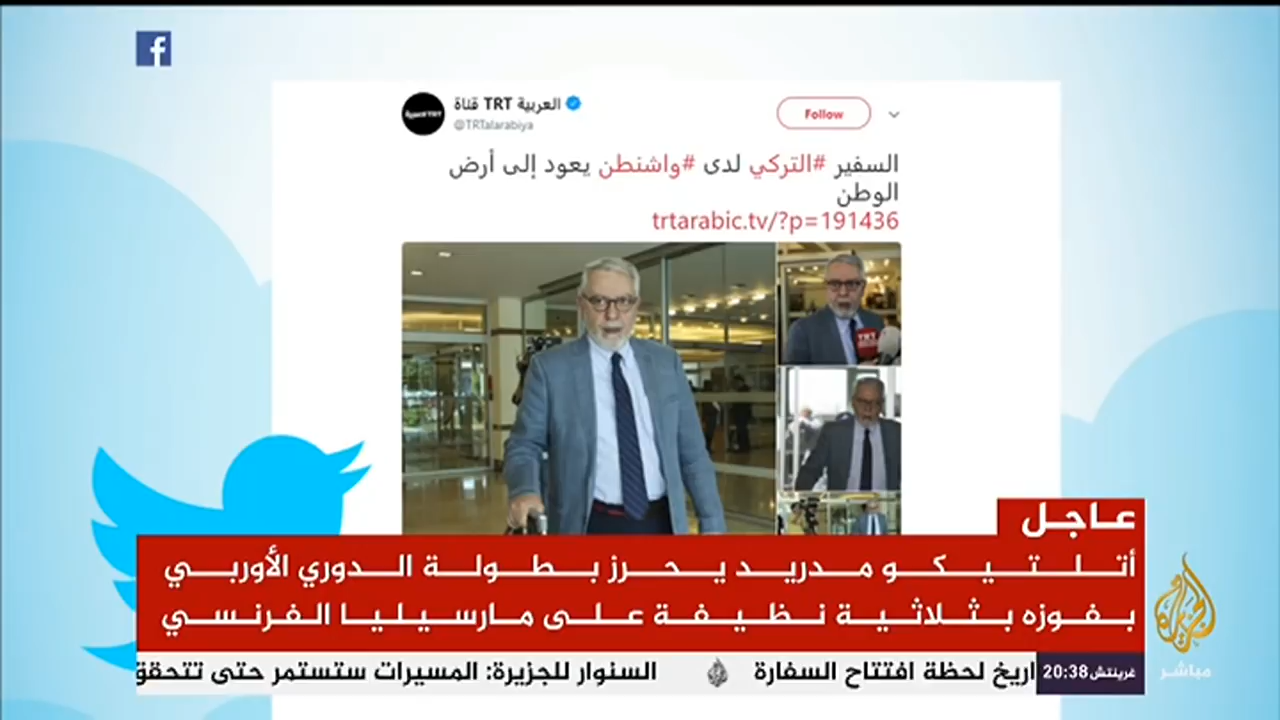 قناة TRT العربية
@TRTalarabiya
Follow
السفير #التركي لدى #واشنطن يعود إلى أرض
الوطن
trtarabic.tv/?p=191436
TRT
عاجل
أتلتيكو مدريد يحرز بطولة الدوري الأوربي
بفوزه بثلاثية نظيفة على مارسيليا الفرنسي
غرينتش 20:38
اريخ لحظة افتتاح السفارة
السنوار للجزيرة: المسيرات ستستمر حتى تتحقق
الجزيرة
مباشر